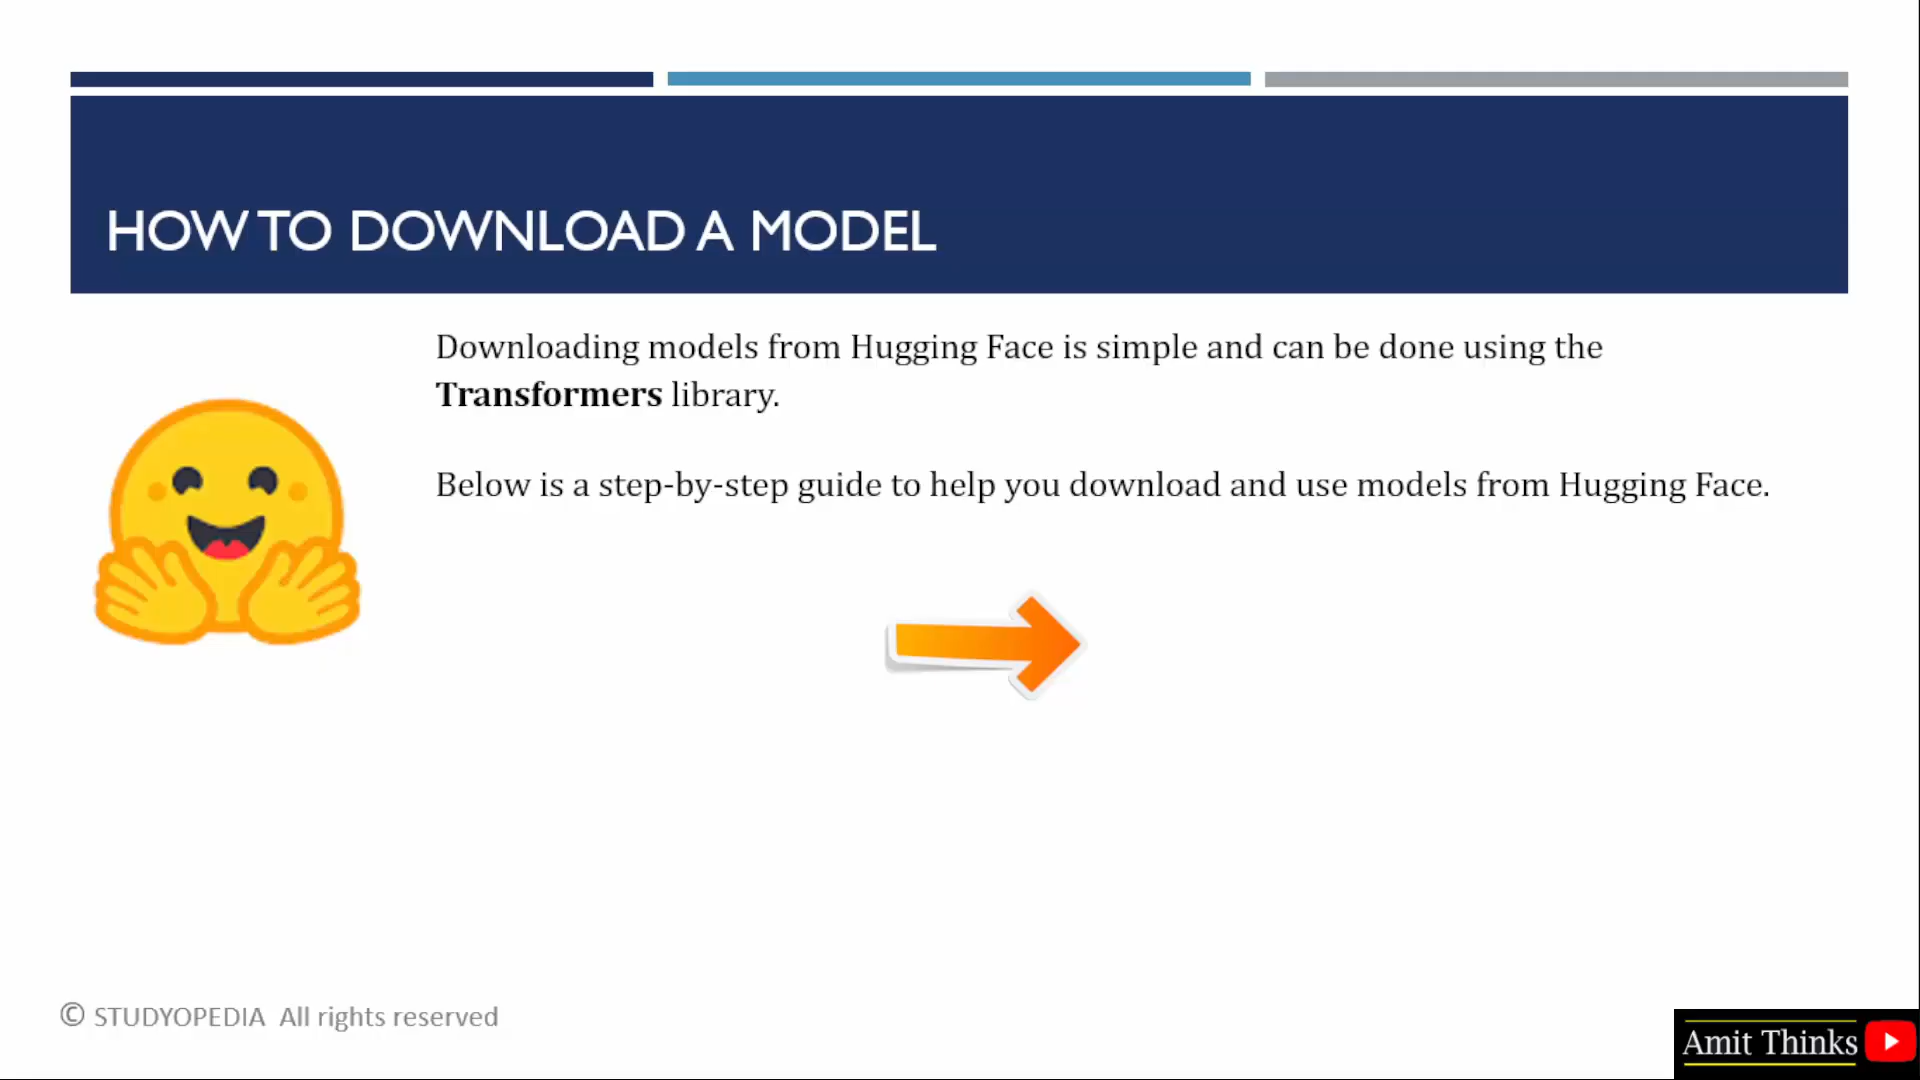 HOW TO DOWNLOAD A MODEL
Downloading models from Hugging Face is simple and can be done using the
Transformers library.
Below is a step-by-step guide to help you download and use models from Hugging Face.
© STUDYOPEDIA All rights reserved
Amit Thinks